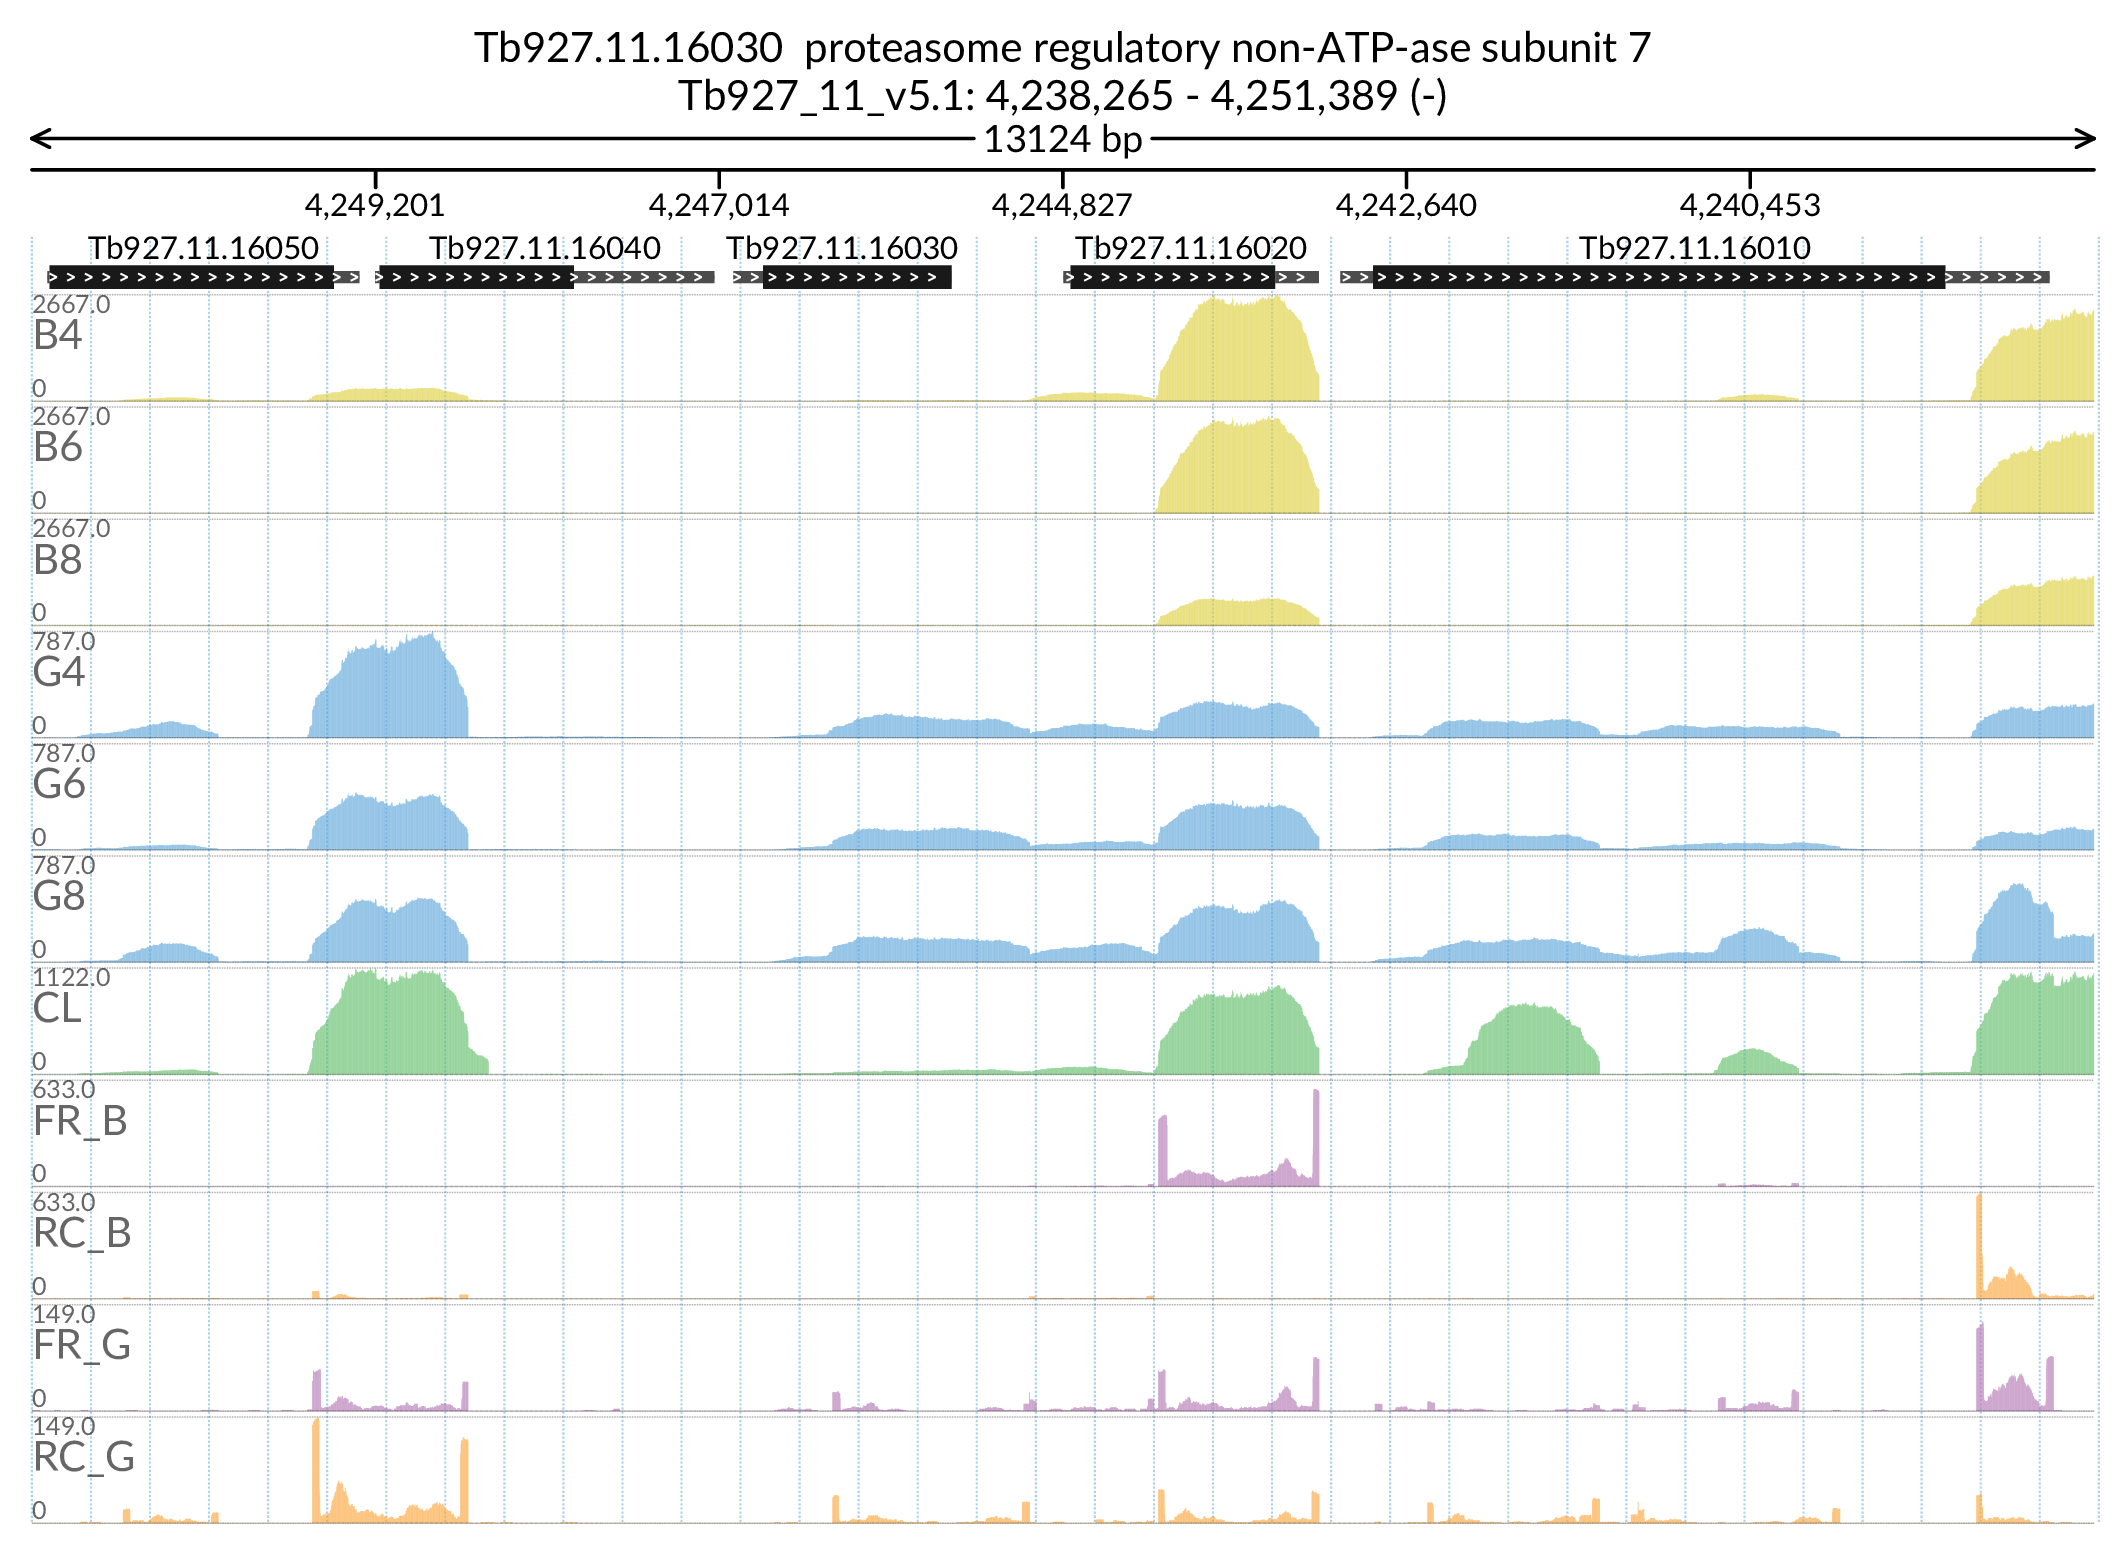 Tb927.11.16030 proteasome regulatory non-ATP-ase subunit 7
Tb927_11_v5.1: 4,238,265 - 4,251,389 (-)
13124 bp
4,249,201 4,247,014 4,244,827 4,242,640 4,240,453
Tb927.11.16050 Tb927.11.16040 Tb927.11.16030 Tb927.11.16020 Tb927.11.16010
2667.0
B4
0
2667.0
B6
0
2667.0
B8
0
787.0
G4
0
787.0
G6
0
787.0
G8
0
1122.0
CL
0
633.0
FR_B
0
633.0
RC_B
0
149.0
FR_G
0
149.0
RC_G
0